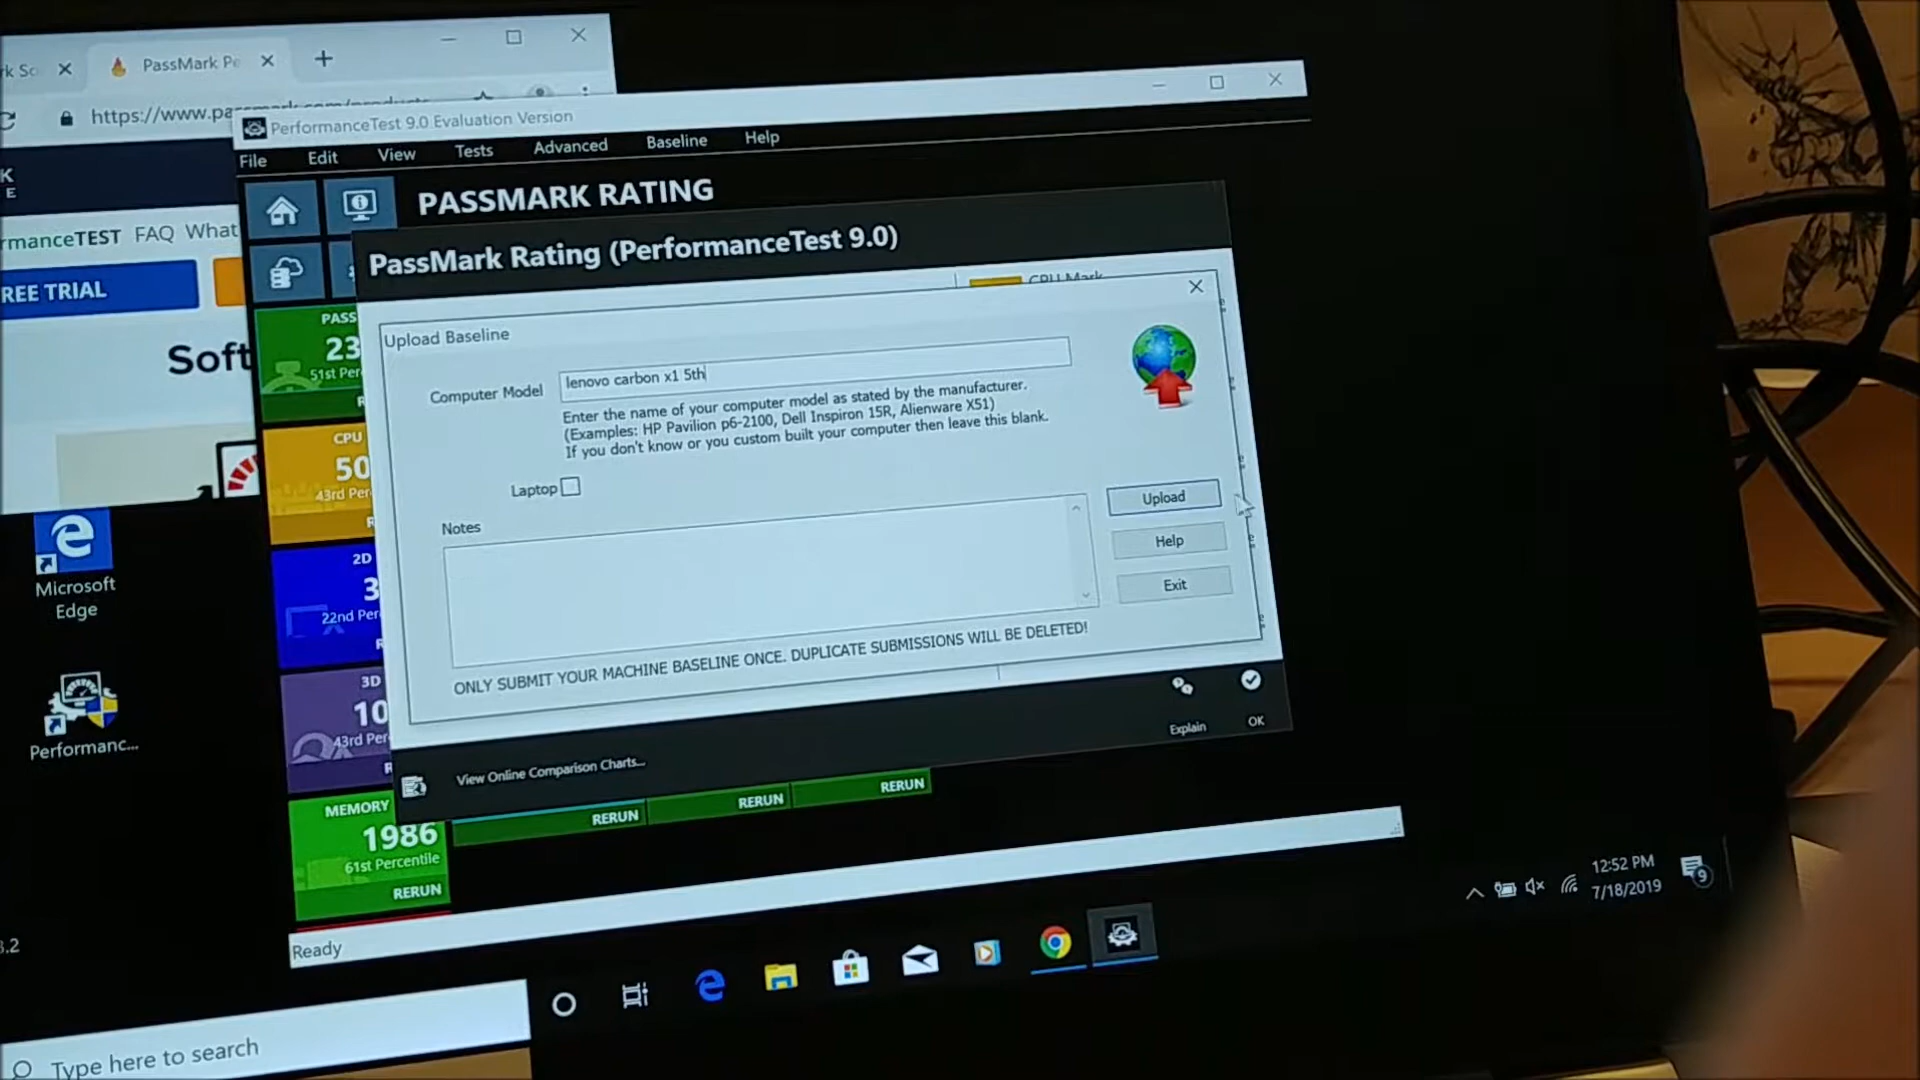 PassMark Pe
https://www.pa
PerformanceTest 9.0 Evaluation Version
File Edit View Tests Advanced Baseline Help
K
E
PASSMARK RATING
rmanceTEST FAQ What
PassMark Rating (PerformanceTest 9.0)
REE TRIAL
CPU Mark
Soft
PASS
23
51st Per
Upload Baseline
Computer Model
lenovo carbon x1 5th
Enter the name of your computer model as stated by the manufacturer.
(Examples: HP Pavilion p6-2100, Dell Inspiron 15R, Alienware X51)
If you don't know or you custom built your computer then leave this blank.
CPU
50
43rd Per
Laptop
Upload
Notes
Help
Exit
Microsoft
Edge
2D
3
22nd Per
ONLY SUBMIT YOUR MACHINE BASELINE ONCE. DUPLICATE SUBMISSIONS WILL BE DELETED!
3D
10
43rd Per
Explain
OK
Performanc...
View Online Comparison Charts...
MEMORY
1986
61st Percentile
RERUN
RERUN
RERUN
RERUN
Ready
12:52 PM
7/18/2019
9
Type here to search